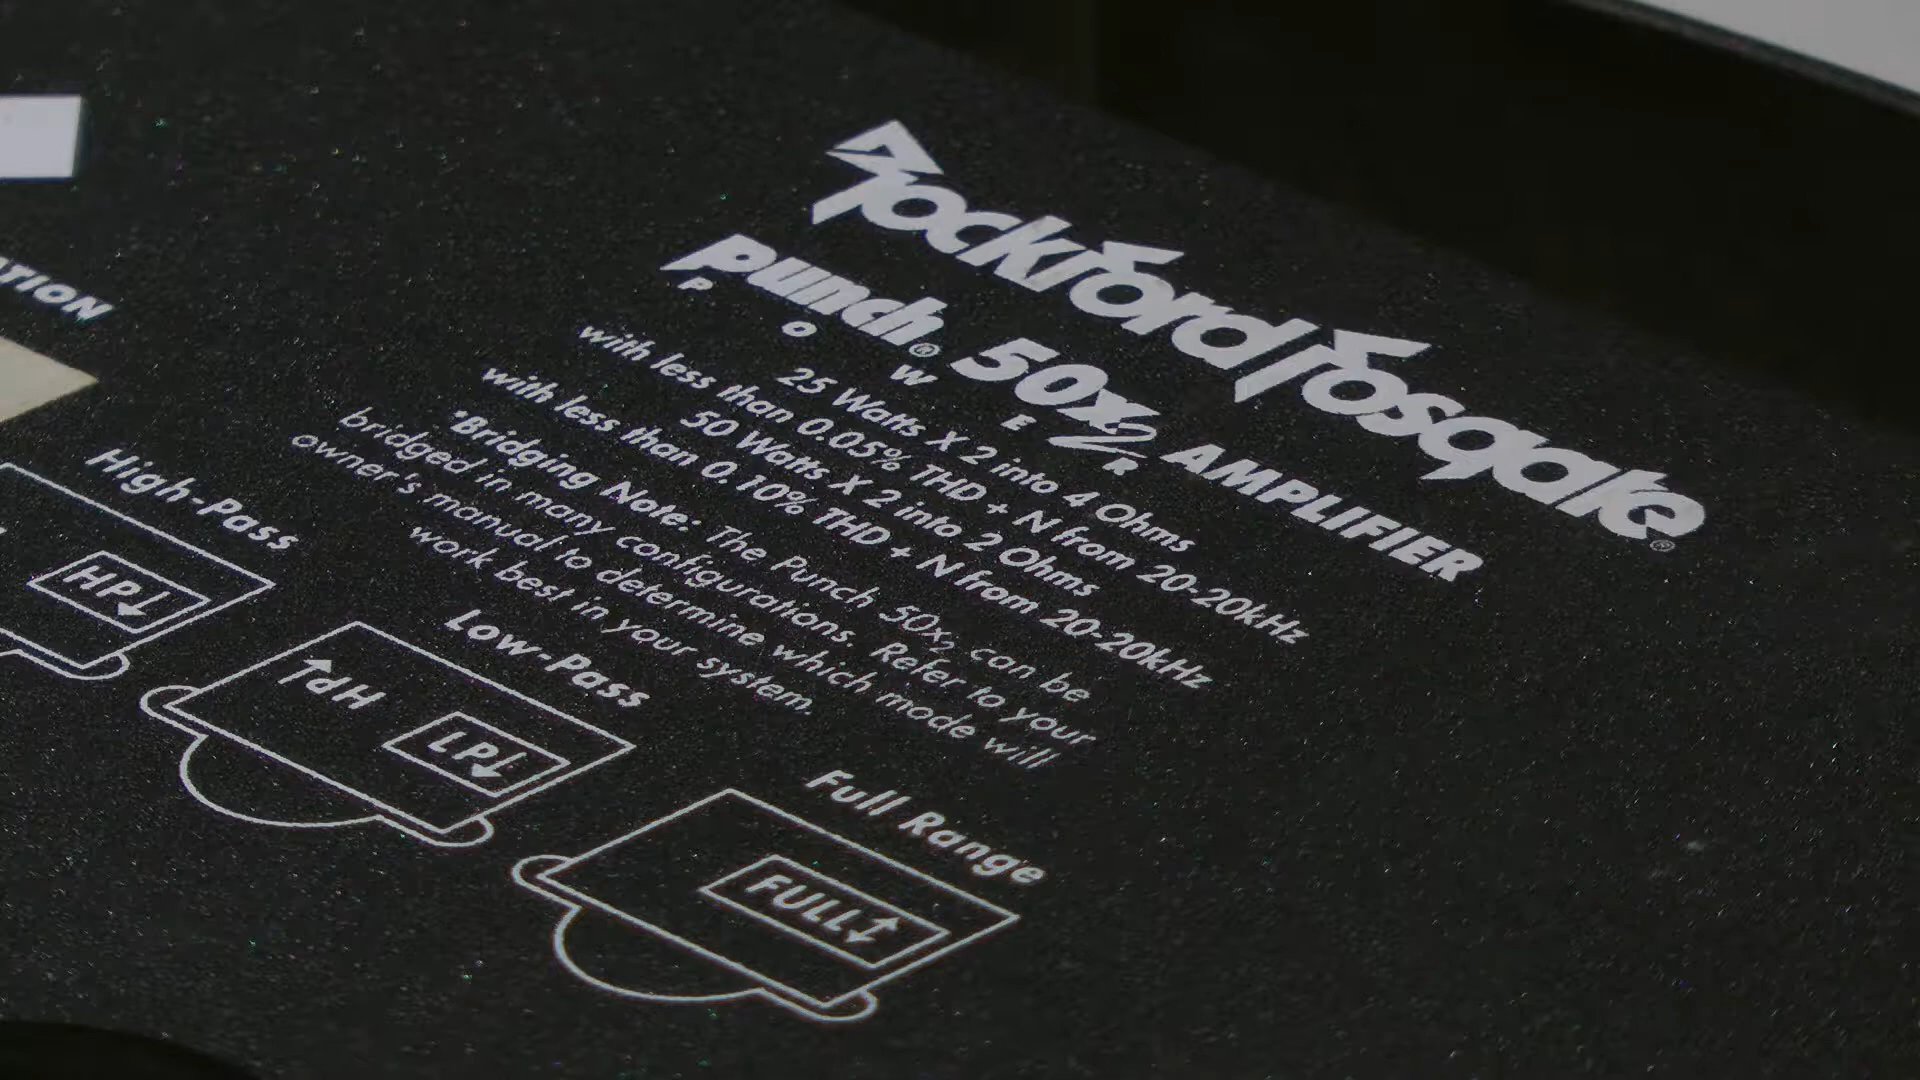 Rockford Fosgate®
punch® 50x2 AMPLIFIER
P O W E R
25 Watts X 2 into 4 Ohms
with less than 0.05% THD + N from 20-20kHz
50 Watts X 2 into 2 Ohms
with less than 0.10% THD + N from 20-20kHz
*Bridging Note: The Punch 50x2 can be
bridged in many configurations. Refer to your
owner's manual to determine which mode will
work best in your system.
High-Pass
HP↓
Low-Pass
HP↑
LP↓
Full Range
FULL↕